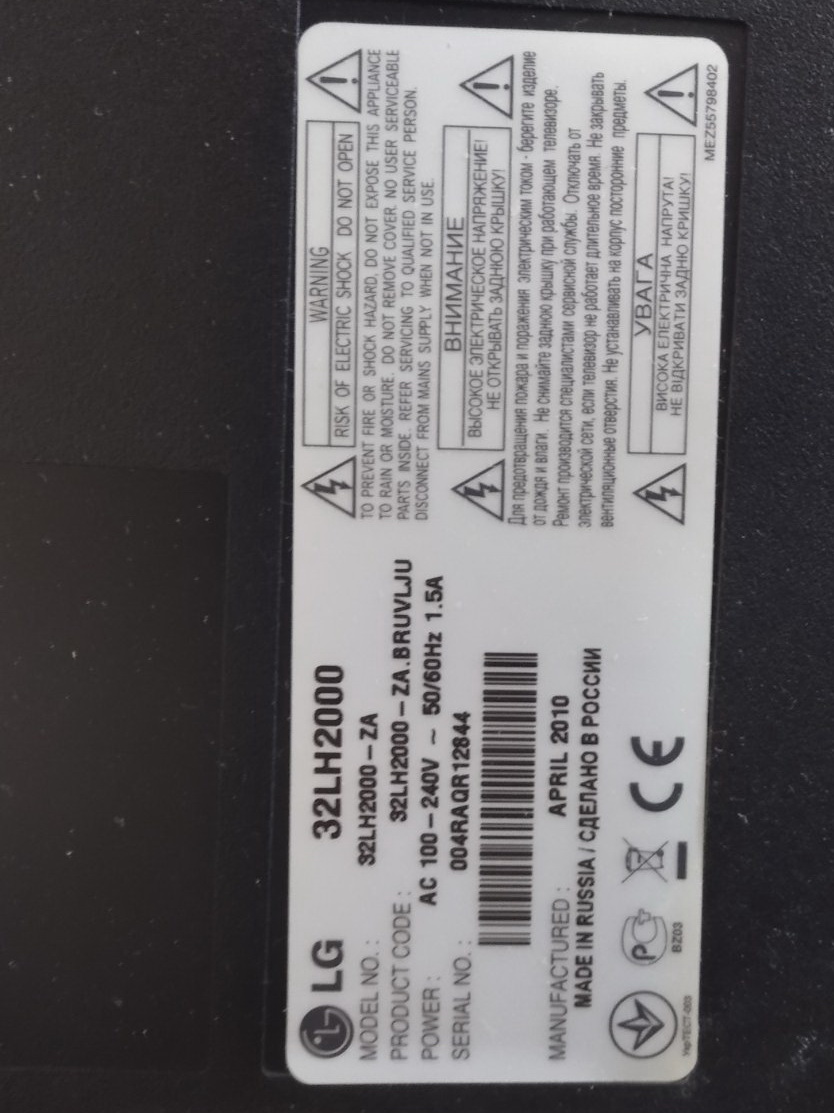 LG 32LH2000
MODEL NO. : 32LH2000-ZA
PRODUCT CODE : 32LH2000-ZA.BRUVLJU
POWER : AC 100-240V ~ 50/60Hz 1.5A
SERIAL NO. : 004RAQR12844
MANUFACTURED : APRIL 2010
MADE IN RUSSIA / СДЕЛАНО В РОССИИ
УкрТЕСТ-003
BZ03
CE
WARNING
RISK OF ELECTRIC SHOCK DO NOT OPEN
TO PREVENT FIRE OR SHOCK HAZARD, DO NOT EXPOSE THIS APPLIANCE
TO RAIN OR MOISTURE. DO NOT REMOVE COVER. NO USER SERVICEABLE
PARTS INSIDE. REFER SERVICING TO QUALIFIED SERVICE PERSON.
DISCONNECT FROM MAINS SUPPLY WHEN NOT IN USE.
ВНИМАНИЕ
ВЫСОКОЕ ЭЛЕКТРИЧЕСКОЕ НАПРЯЖЕНИЕ!
НЕ ОТКРЫВАТЬ ЗАДНЮЮ КРЫШКУ!
Для предотвращения пожара и поражения электрическим током - берегите изделие
от дождя и влаги. Не снимайте заднюю крышку при работающем телевизоре.
Ремонт производится специалистами сервисной службы. Отключать от
электрической сети, если телевизор не работает длительное время. Не закрывать
вентиляционные отверстия. Не устанавливать на корпус посторонние предметы.
УВАГА
ВИСОКА ЕЛЕКТРИЧНА НАПРУГА!
НЕ ВІДКРИВАТИ ЗАДНЮ КРИШКУ!
MEZ55798402